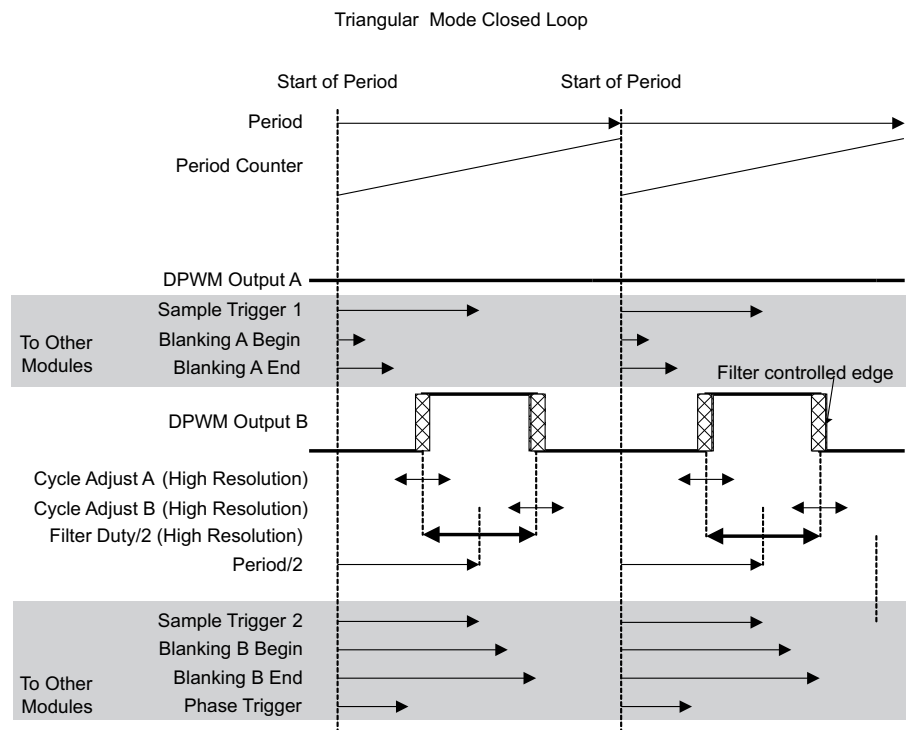 Triangular Mode Closed Loop
Start of Period
Start of Period
Period
Period Counter
DPWM Output A
Sample Trigger 1
To Other
Modules
Blanking A Begin
Blanking A End
Filter controlled edge
DPWM Output B
Cycle Adjust A (High Resolution)
Cycle Adjust B (High Resolution)
Filter Duty/2 (High Resolution)
Period/2
Sample Trigger 2
Blanking B Begin
Blanking B End
To Other
Modules
Phase Trigger